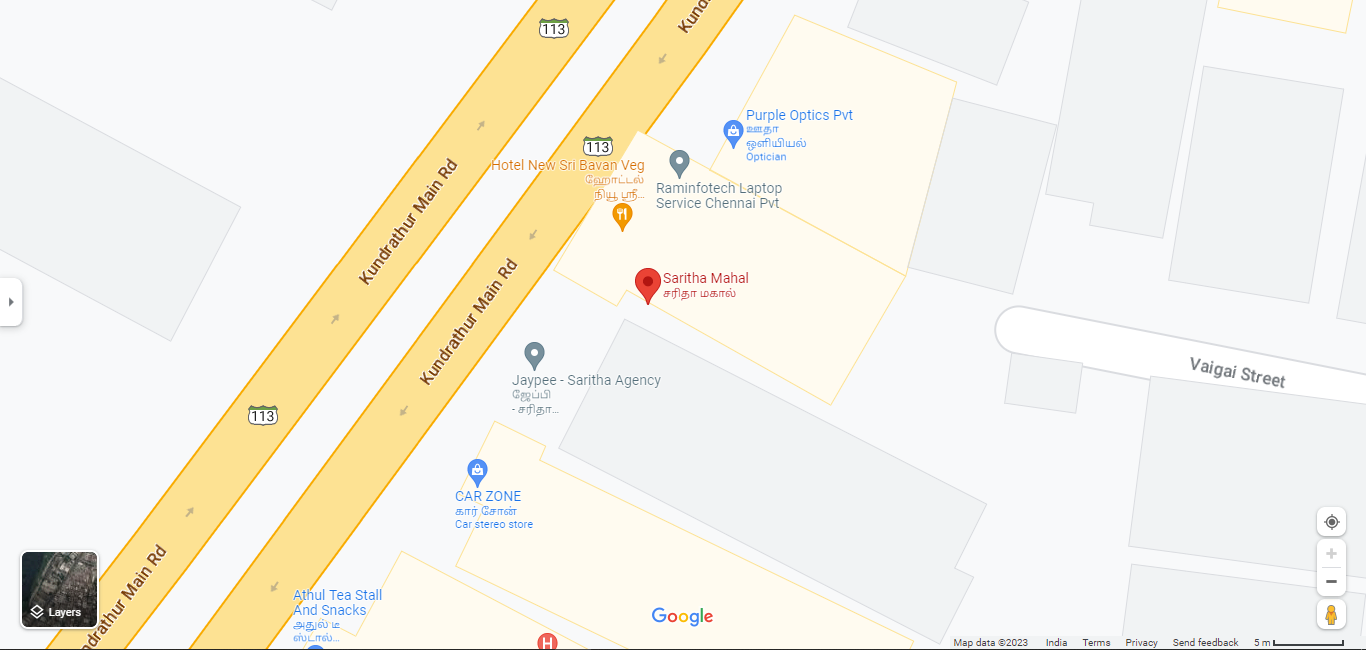 113
Kund
Purple Optics Pvt
ஊதா
ஒளியியல்
Optician
113
Hotel New Sri Bavan Veg
ஹோட்டல்
நியூ ஸ்ரீ...
Raminfotech Laptop
Service Chennai Pvt
Kundrathur Main Rd
Saritha Mahal
சரிதா மகால்
Kundrathur Main Rd
Vaigai Street
Jaypee - Saritha Agency
ஜேப்பி
- சரிதா...
113
CAR ZONE
கார் சோன்
Car stereo store
Kundrathur Main Rd
Athul Tea Stall
And Snacks
அதுல் டீ
ஸ்டால்...
Layers
Google
H
Map data ©2023 India Terms Privacy Send feedback 5 m